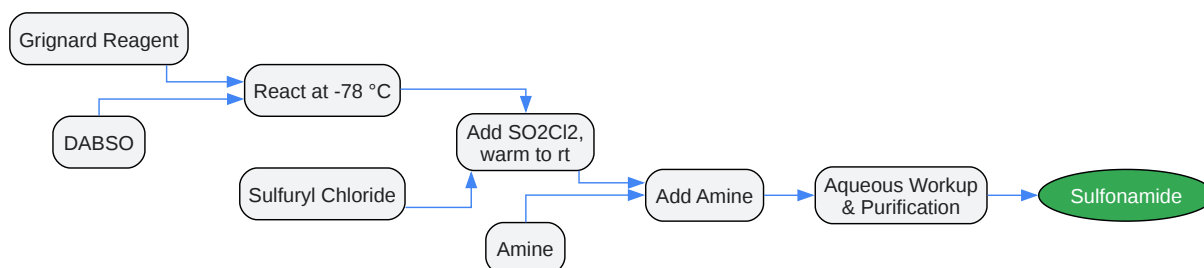 Grignard Reagent
DABSO
React at -78 °C
Add SO2Cl2,
warm to rt
Sulfuryl Chloride
Amine
Add Amine
Aqueous Workup
& Purification
Sulfonamide